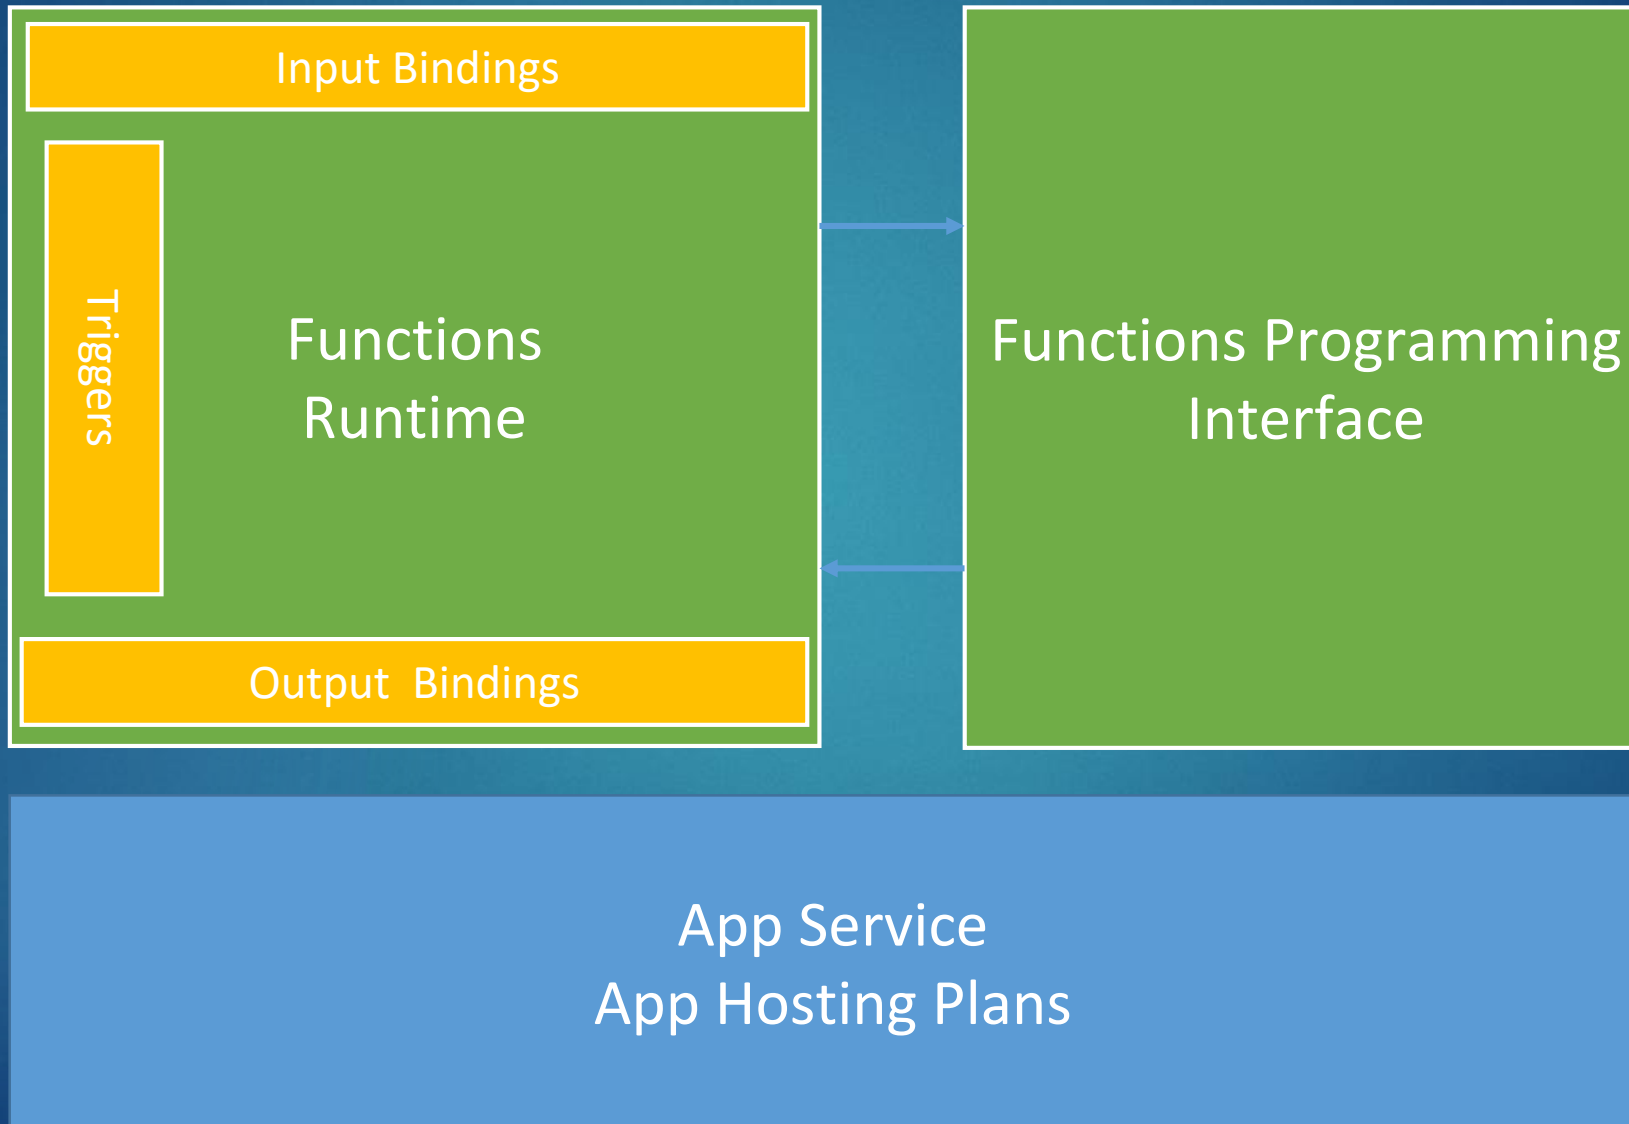 Input Bindings
Triggers
Functions
Runtime
Output  Bindings
Functions Programming
Interface
App Service
App Hosting Plans